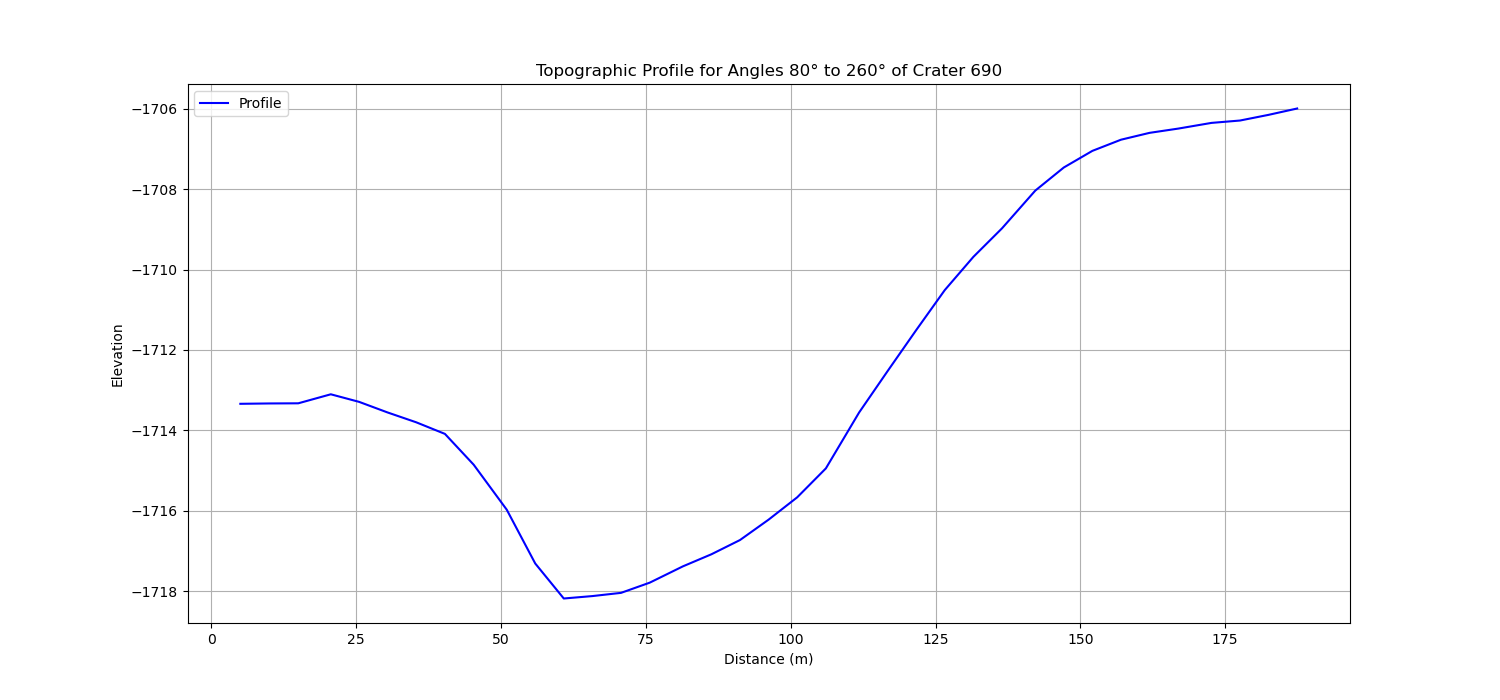 Topographic Profile for Angles 80° to 260° of Crater 690
Profile
−1706
−1708
−1710
−1712
−1714
−1716
−1718
Elevation
0 25 50 75 100 125 150 175
Distance (m)